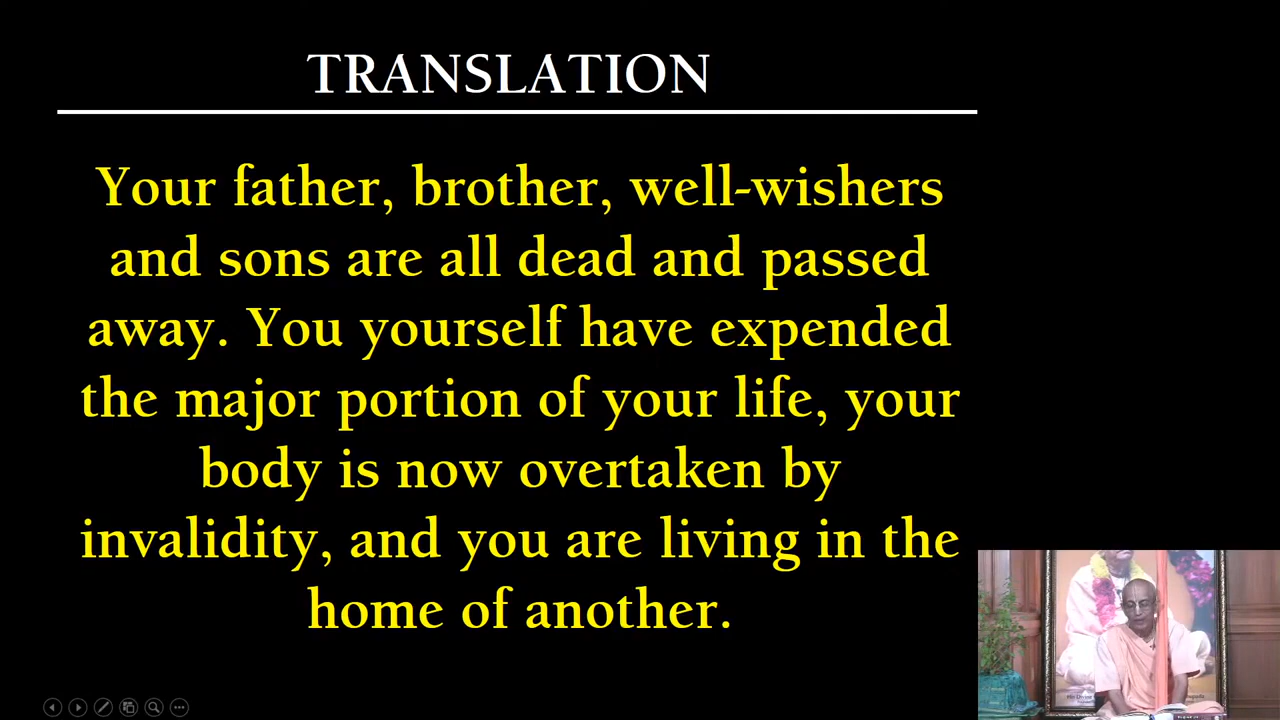 TRANSLATION
Your father, brother, well-wishers
and sons are all dead and passed
away. You yourself have expended
the major portion of your life, your
body is now overtaken by
invalidity, and you are living in the
home of another.